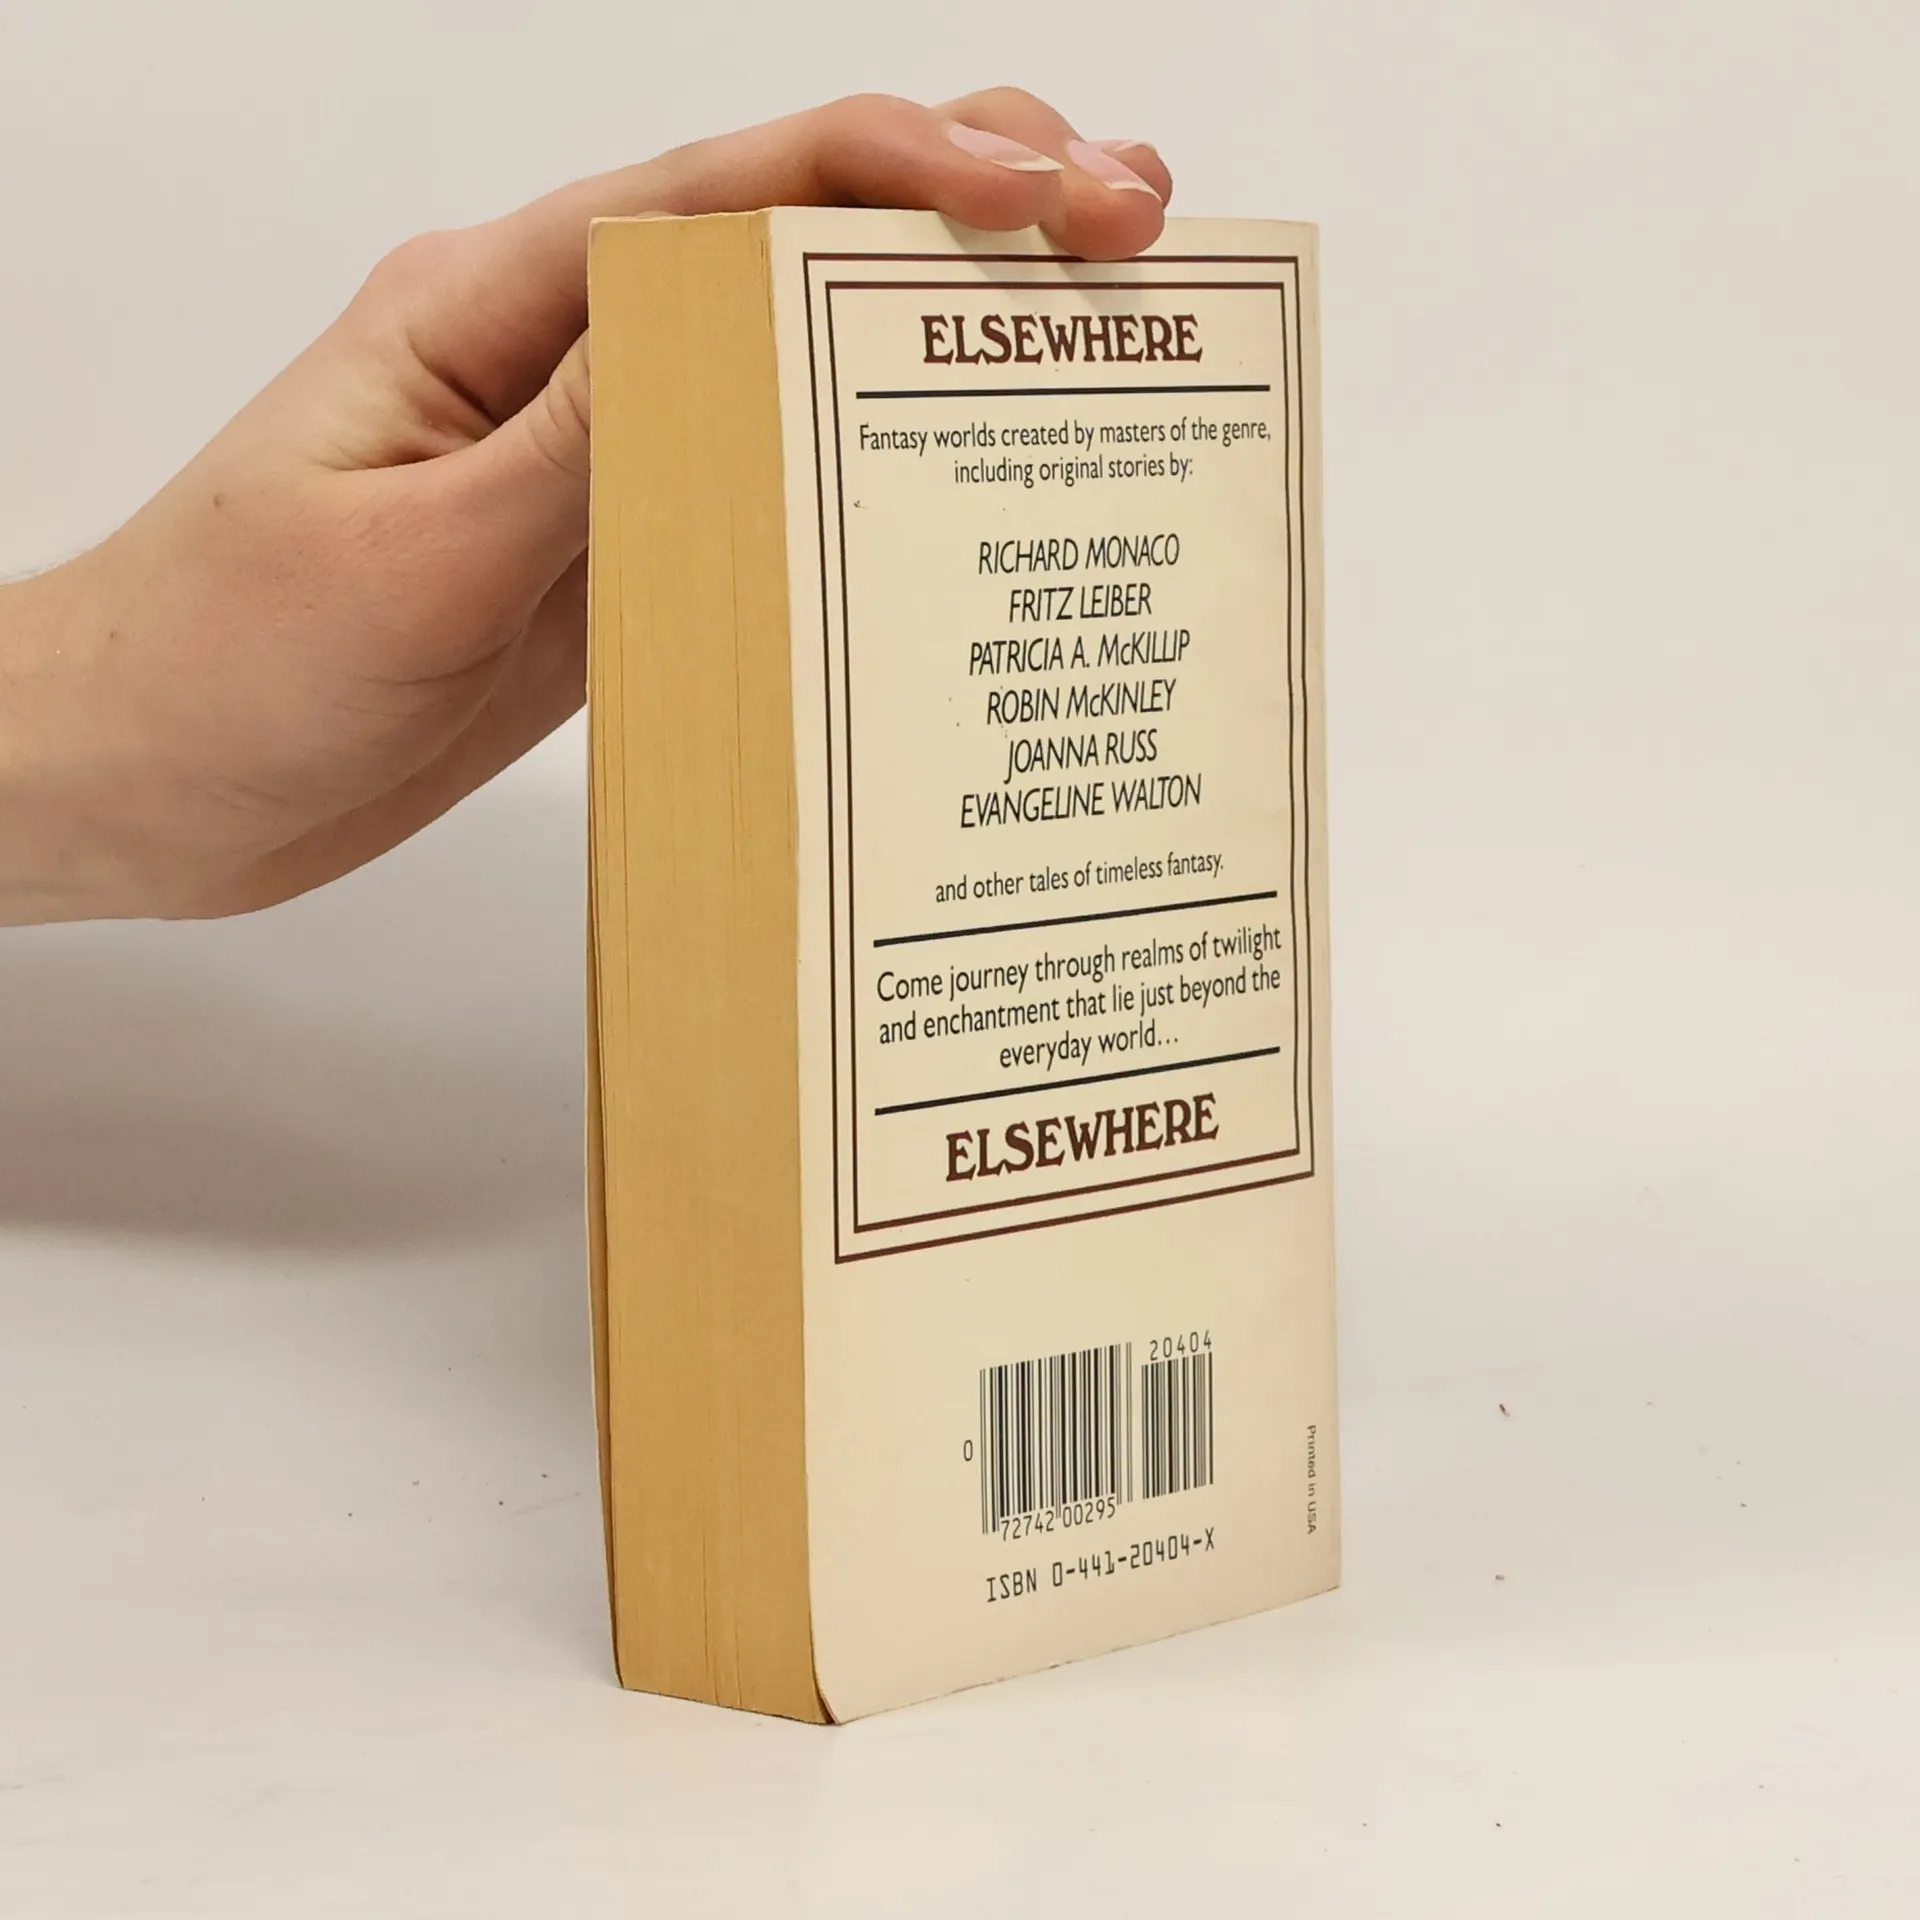 ELSEWHERE
Fantasy worlds created by masters of the genre,
including original stories by:
RICHARD MONACO
FRITZ LEIBER
PATRICIA A. McKILLIP
ROBIN McKINLEY
JOANNA RUSS
EVANGELINE WALTON
and other tales of timeless fantasy.
Come journey through realms of twilight
and enchantment that lie just beyond the
everyday world...
ELSEWHERE
20404
0
72742 00295
ISBN 0-441-20404-X
Printed in USA